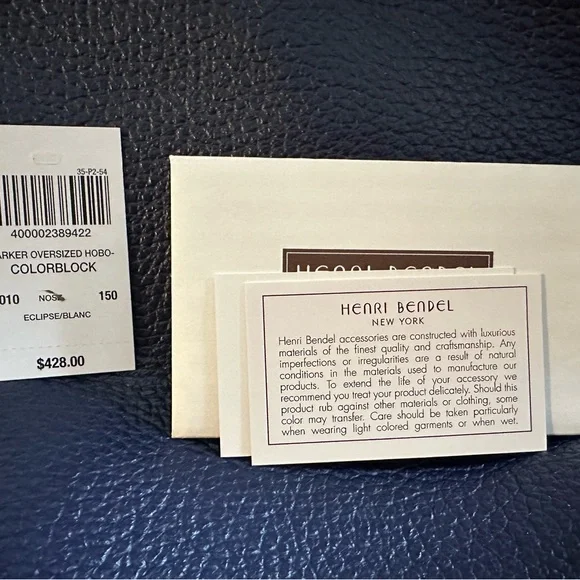 35-P2-54
400002389422
ARKER OVERSIZED HOBO-
COLORBLOCK
010 150
ECLIPSE/BLANC
$428.00
HENRI BENDEL
HENRI BENDEL
NEW YORK
Henri Bendel accessories are constructed with luxurious
materials of the finest quality and craftsmanship. Any
imperfections or irregularities are a result of natural
conditions in the materials used to manufacture our
products. To extend the life of your accessory we
recommend you treat your product delicately. Should this
product rub against other materials or clothing, some
color may transfer. Care should be taken particularly
when wearing light colored garments or when wet.